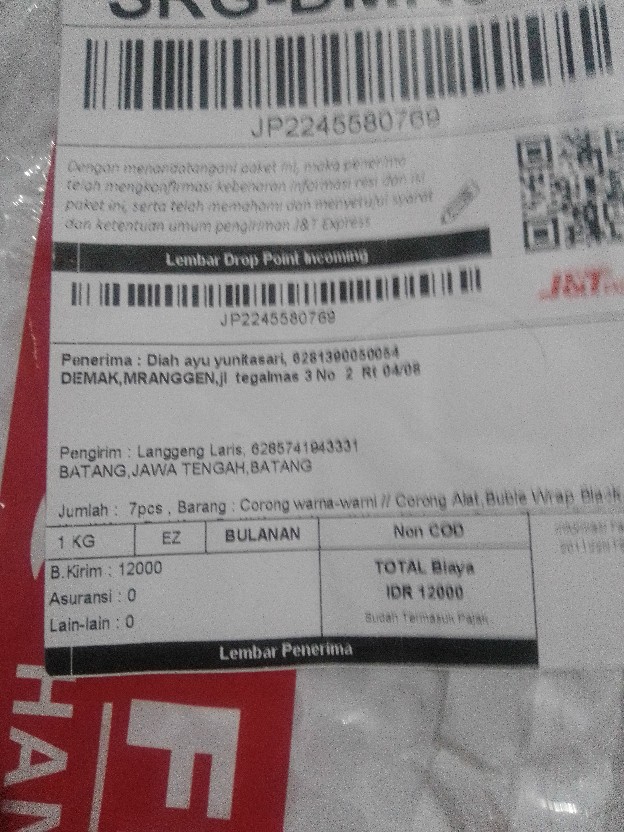 JP2245580769
Dengan menandatangani paket ini, maka penerima
telah mengkonfirmasi kebenaran informasi resi dan isi
paket ini, serta telah memahami dan menyetujui syarat
dan ketentuan umum pengiriman J&T Express
Lembar Drop Point Incoming
J&T
JP2245580769
Penerima : Diah ayu yunitasari, 6281390050054
DEMAK,MRANGGEN,jl tegalmas 3 No 2 Rt 04/08
Pengirim : Langgeng Laris, 6285741943331
BATANG,JAWA TENGAH,BATANG
Jumlah : 7pcs , Barang : Corong warna-warni // Corong Alat Buble Wrap Black
1 KG EZ BULANAN Non COD
B.Kirim : 12000 TOTAL Biaya
Asuransi : 0 IDR 12000
Lain-lain : 0 Sudah Termasuk Pajak
Lembar Penerima
F
HAN